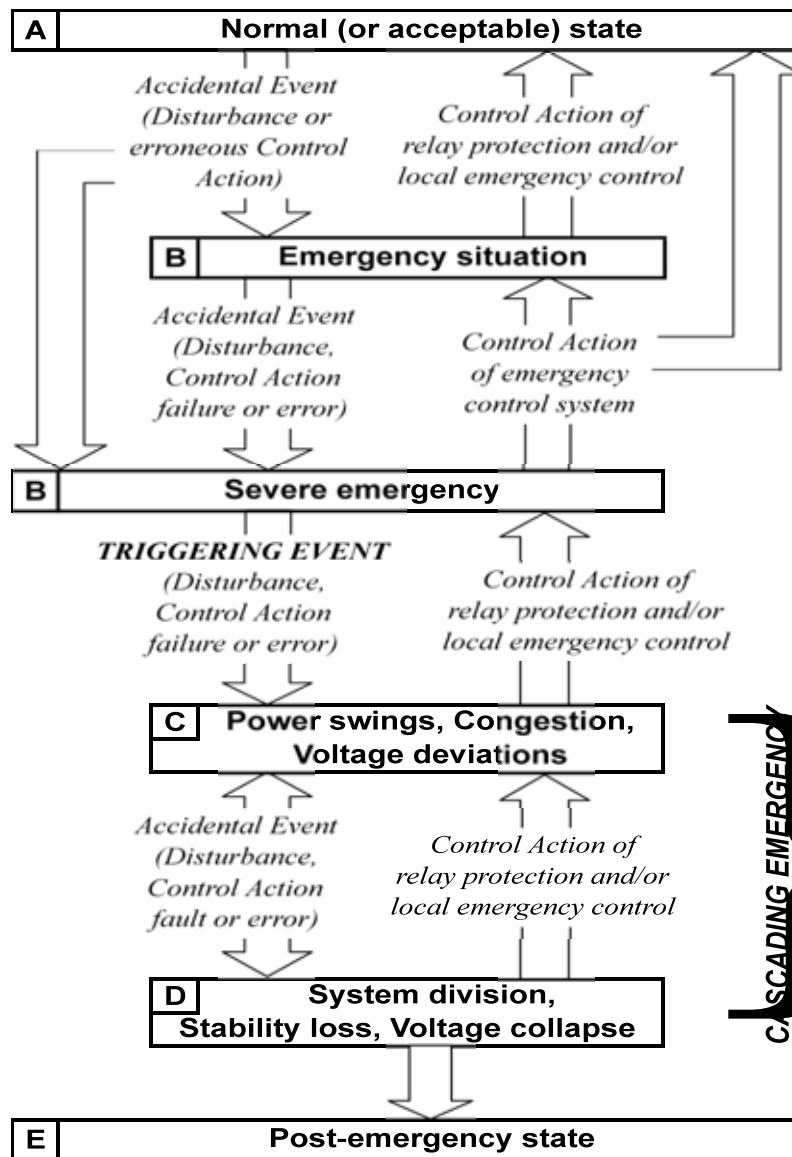 A Normal (or acceptable) state
Accidental Event
(Disturbance or
erroneous Control
Action)
Control Action of
relay protection and/or
local emergency control
B Emergency situation
Accidental Event
(Disturbance,
Control Action
failure or error)
Control Action
of emergency
control system
B Severe emergency
TRIGGERING EVENT
(Disturbance,
Control Action
failure or error)
Control Action of
relay protection and/or
local emergency control
C Power swings, Congestion,
Voltage deviations
CASCADING EMERGENCY
Accidental Event
(Disturbance,
Control Action
fault or error)
Control Action of
relay protection and/or
local emergency control
D System division,
Stability loss, Voltage collapse
E Post-emergency state